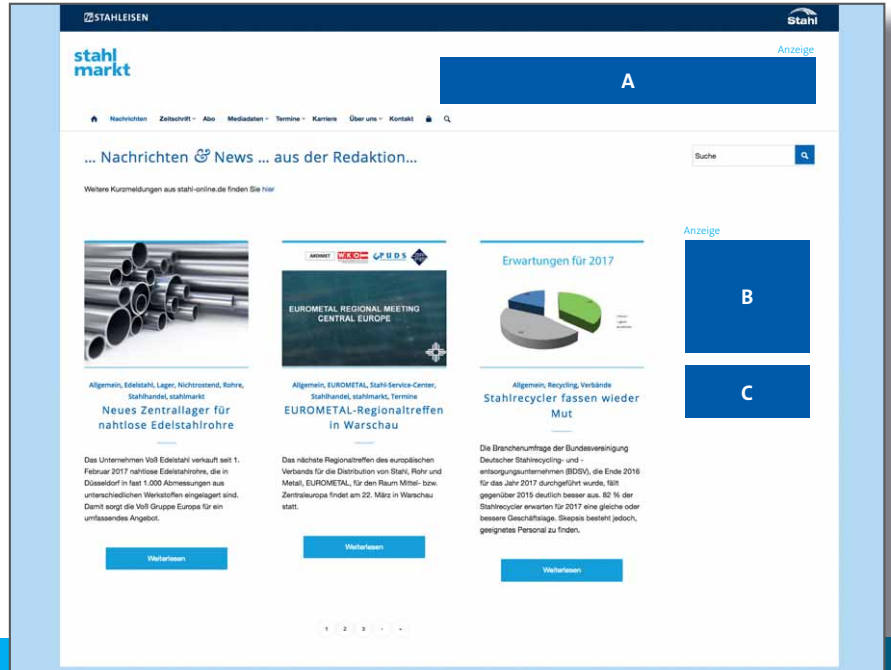 STAHLEISEN
Stahl
stahl
markt
Anzeige
A
Nachrichten Zeitschrift Abo Mediadaten Termine Karriere Über uns Kontakt
... Nachrichten & News ... aus der Redaktion...
Suche
Weitere Kurzmeldungen aus stahl-online.de finden Sie hier
Anzeige
B
C
Allgemein, Edelstahl, Lager, Nichtrostend, Rohre,
Stahlhandel, stahlmarkt
Neues Zentrallager für
nahtlose Edelstahlrohre
Das Unternehmen Voß Edelstahl verkauft seit 1.
Februar 2017 nahtlose Edelstahlrohre, die in
Düsseldorf in fast 1.000 Abmessungen aus
unterschiedlichen Werkstoffen eingelagert sind.
Damit sorgt die Voß Gruppe Europa für ein
umfassendes Angebot.
Weiterlesen
WKO PUDS
EUROMETAL REGIONAL MEETING
CENTRAL EUROPE
Allgemein, EUROMETAL, Stahl-Service-Center,
Stahlhandel, stahlmarkt, Termine
EUROMETAL-Regionaltreffen
in Warschau
Das nächste Regionaltreffen des europäischen
Verbands für die Distribution von Stahl, Rohr und
Metall, EUROMETAL, für den Raum Mittel- bzw.
Zentraleuropa findet am 22. März in Warschau
statt.
Weiterlesen
Erwartungen für 2017
Allgemein, Recycling, Verbände
Stahlrecycler fassen wieder
Mut
Die Branchenumfrage der Bundesvereinigung
Deutscher Stahlrecycling- und -
entsorgungsunternehmen (BDSV), die Ende 2016
für das Jahr 2017 durchgeführt wurde, fällt
gegenüber 2015 deutlich besser aus. 82 % der
Stahlrecycler erwarten für 2017 eine gleiche oder
bessere Geschäftslage. Skepsis besteht jedoch,
geeignetes Personal zu finden.
Weiterlesen
1 2 3 › »